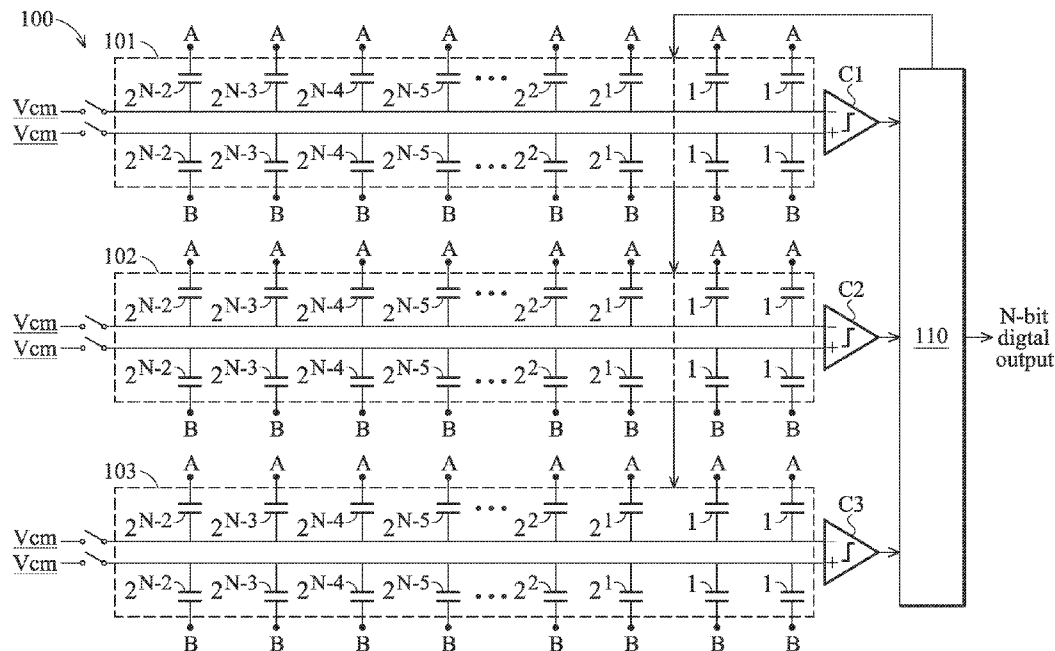 100
A A A A A A A A
101
2^N-2 2^N-3 2^N-4 2^N-5 ••• 2^2 2^1 1 1
C1
Vcm
Vcm
− +
2^N-2 2^N-3 2^N-4 2^N-5 ••• 2^2 2^1 1 1
B B B B B B B B
A A A A A A A A
102
2^N-2 2^N-3 2^N-4 2^N-5 ••• 2^2 2^1 1 1
C2
Vcm
Vcm
− +
2^N-2 2^N-3 2^N-4 2^N-5 ••• 2^2 2^1 1 1
B B B B B B B B
110
N-bit
digtal
output
A A A A A A A A
103
2^N-2 2^N-3 2^N-4 2^N-5 ••• 2^2 2^1 1 1
C3
Vcm
Vcm
− +
2^N-2 2^N-3 2^N-4 2^N-5 ••• 2^2 2^1 1 1
B B B B B B B B